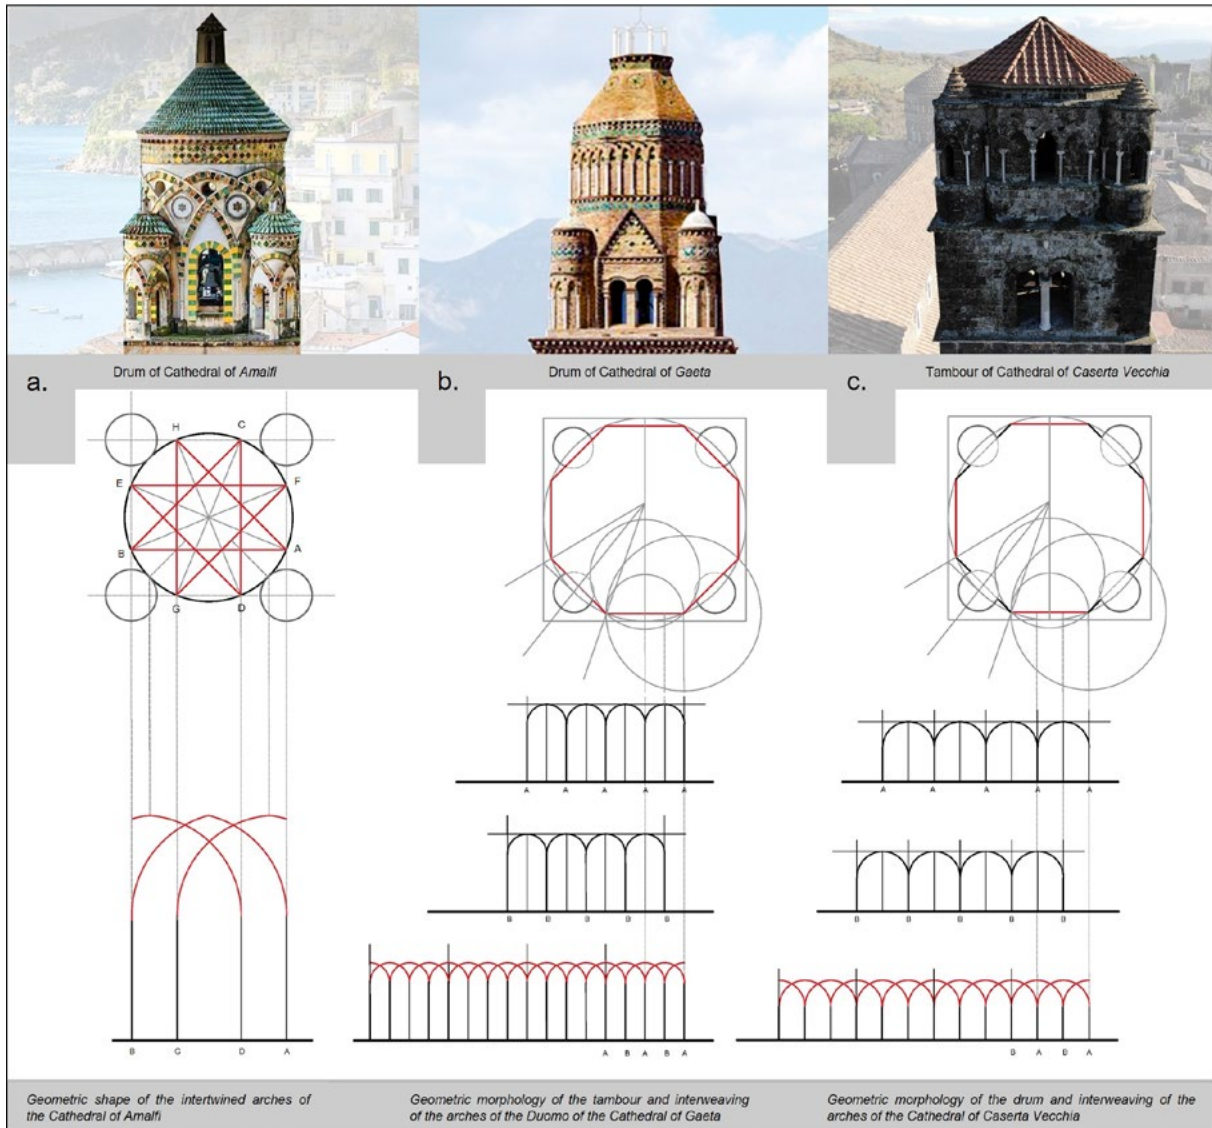 Drum of Cathedral of Amalfi
Drum of Cathedral of Gaeta
Tambour of Cathedral of Caserta Vecchia
a.
b.
c.
H C
E F
B A
G D
A A A A A
A A A A A
B B B B B
B B B B B
B G D A
A B A B A
B A B A
Geometric shape of the intertwined arches of
the Cathedral of Amalfi
Geometric morphology of the tambour and interweaving
of the arches of the Duomo of the Cathedral of Gaeta
Geometric morphology of the drum and interweaving of the
arches of the Cathedral of Caserta Vecchia